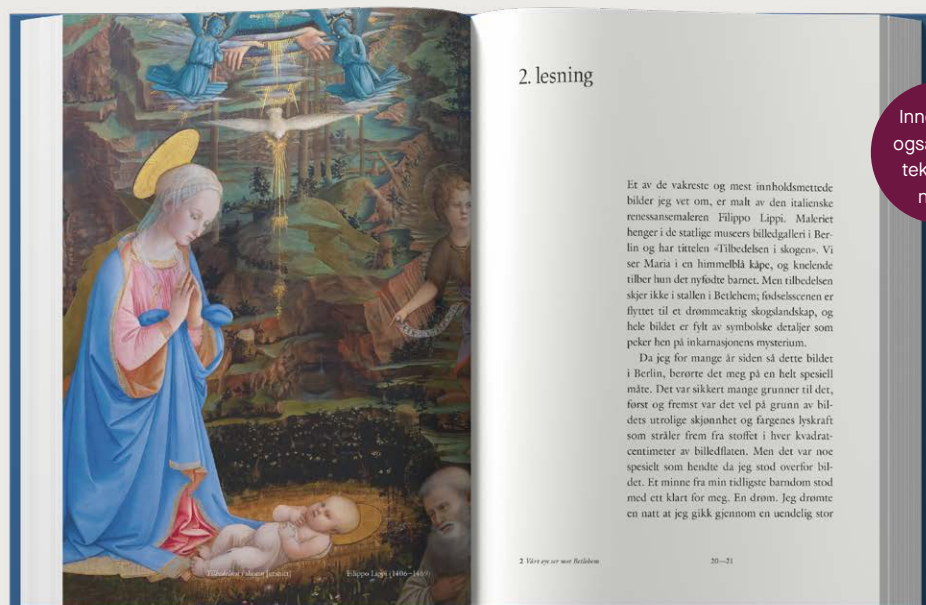 Tilbedelsen i skogen [utsnitt]
Filippo Lippi (1406–1469)
2. lesning
Et av de vakreste og mest innholdsmettede
bilder jeg vet om, er malt av den italienske
renessansemaleren Filippo Lippi. Maleriet
henger i de statlige museers billedgalleri i Ber-
lin og har tittelen «Tilbedelsen i skogen». Vi
ser Maria i en himmelblå kåpe, og knelende
tilber hun det nyfødte barnet. Men tilbedelsen
skjer ikke i stallen i Betlehem; fødselsscenen er
flyttet til et drømmeaktig skogslandskap, og
hele bildet er fylt av symbolske detaljer som
peker hen på inkarnasjonens mysterium.
Da jeg for mange år siden så dette bildet
i Berlin, berørte det meg på en helt spesiell
måte. Det var sikkert mange grunner til det,
først og fremst var det vel på grunn av bil-
dets utrolige skjønnhet og fargenes lyskraft
som stråler frem fra stoffet i hver kvadrat-
centimeter av billedflaten. Men det var noe
spesielt som hendte da jeg stod overfor bil-
det. Et minne fra min tidligste barndom stod
med ett klart for meg. En drøm. Jeg drømte
en natt at jeg gikk gjennom en uendelig stor
2 Vårt øye ser mot Betlehem
20—21